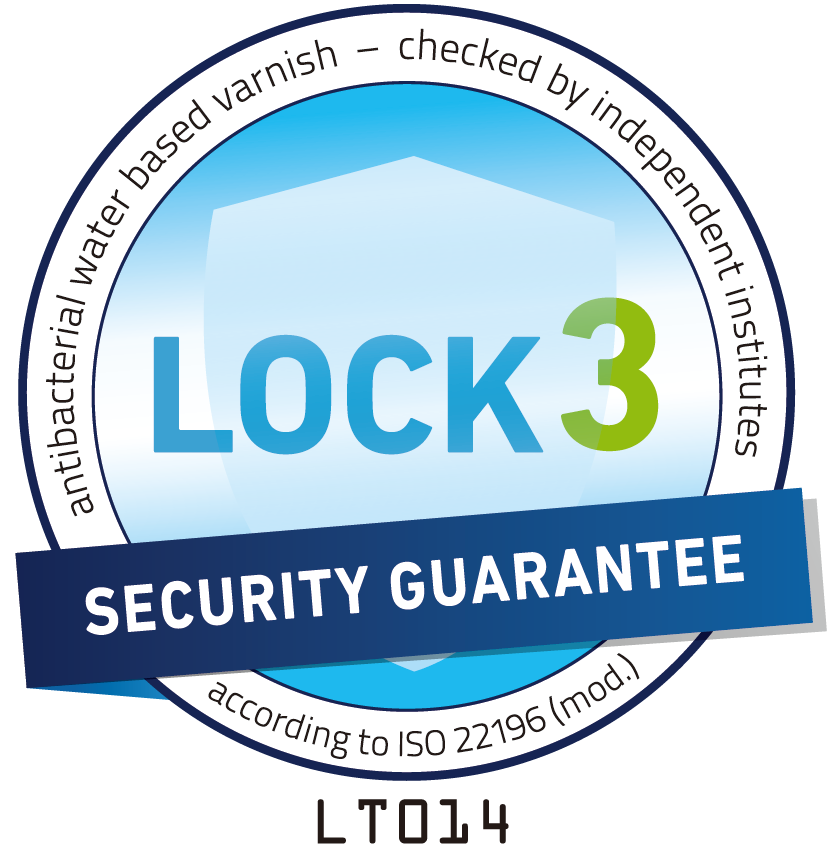 antibacterial water based varnish – checked by independent institutes
LOCK3
SECURITY GUARANTEE
according to ISO 22196 (mod.)
LT014